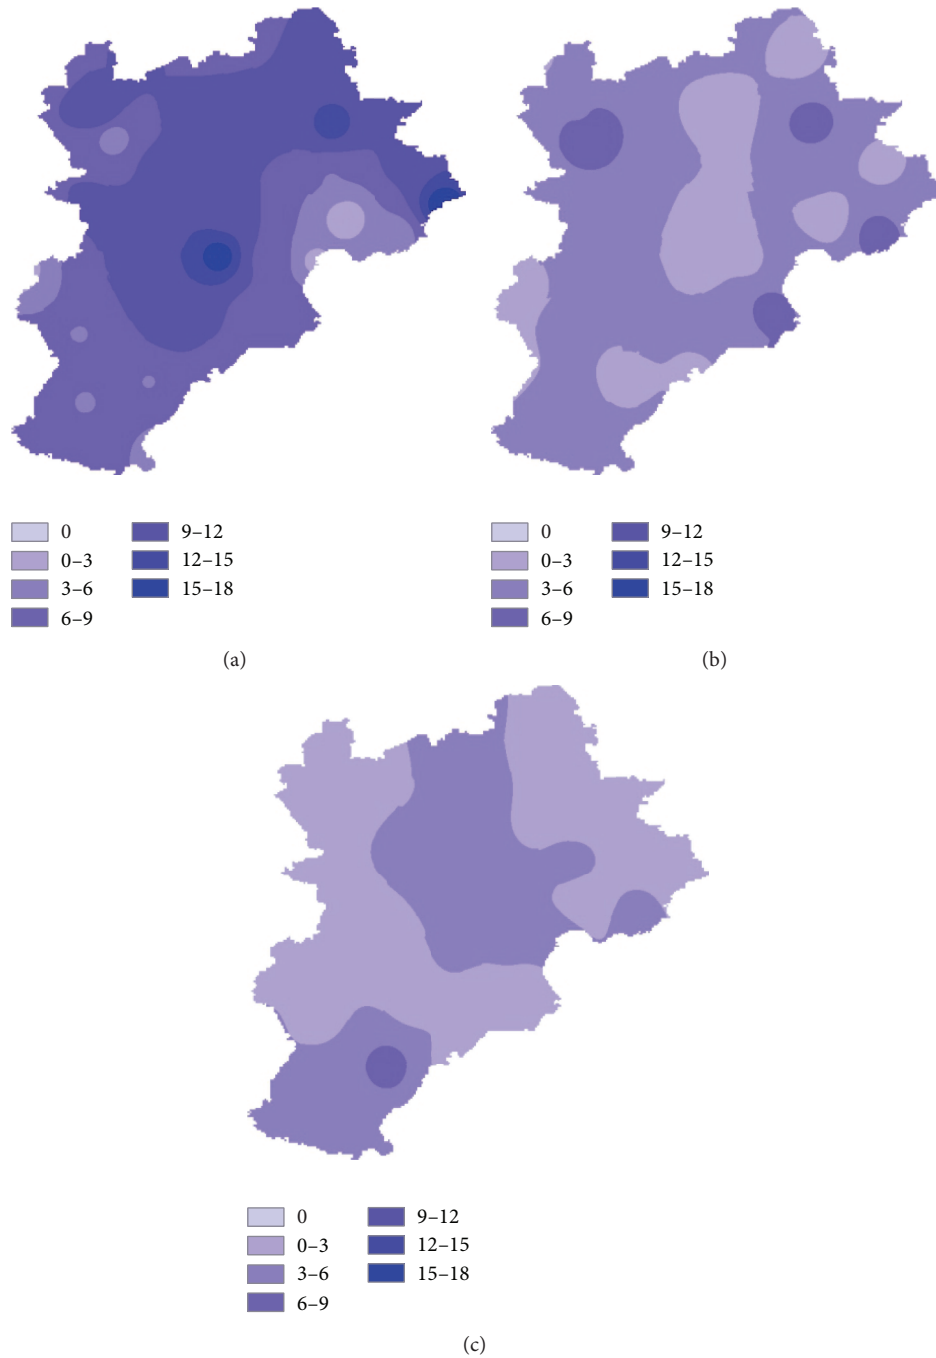 0 9–12 0 9–12
0–3 12–15 0–3 12–15
3–6 15–18 3–6 15–18
6–9 6–9
(a) (b)
0 9–12
0–3 12–15
3–6 15–18
6–9
(c)